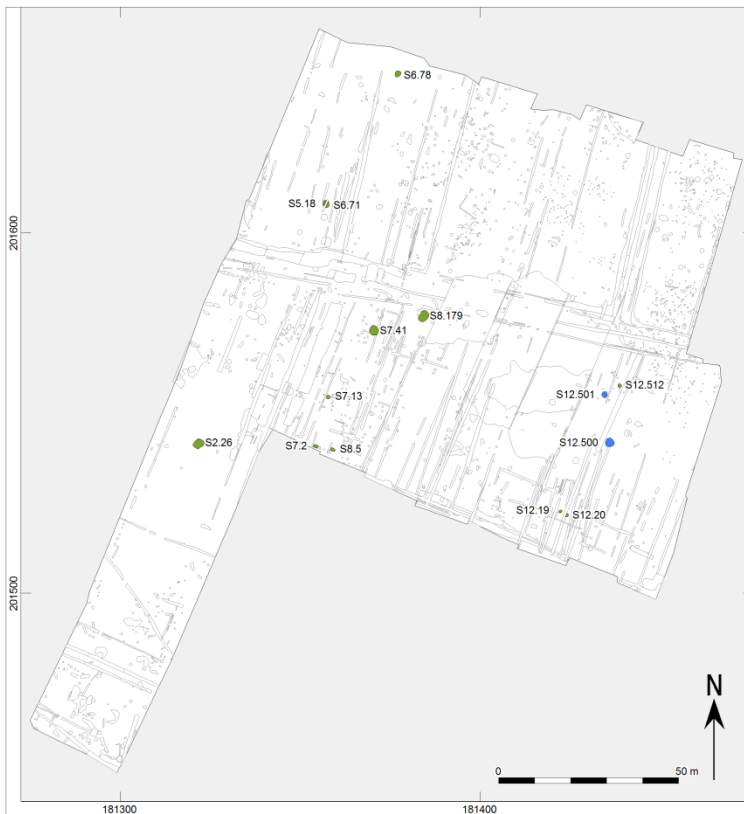 S6.78
S5.18
S6.71
201600
S8.179
S7.41
S12.512
S12.501
S7.13
S2.26
S12.500
S7.2
S8.5
S12.19
S12.20
201500
N
0
50 m
181300
181400